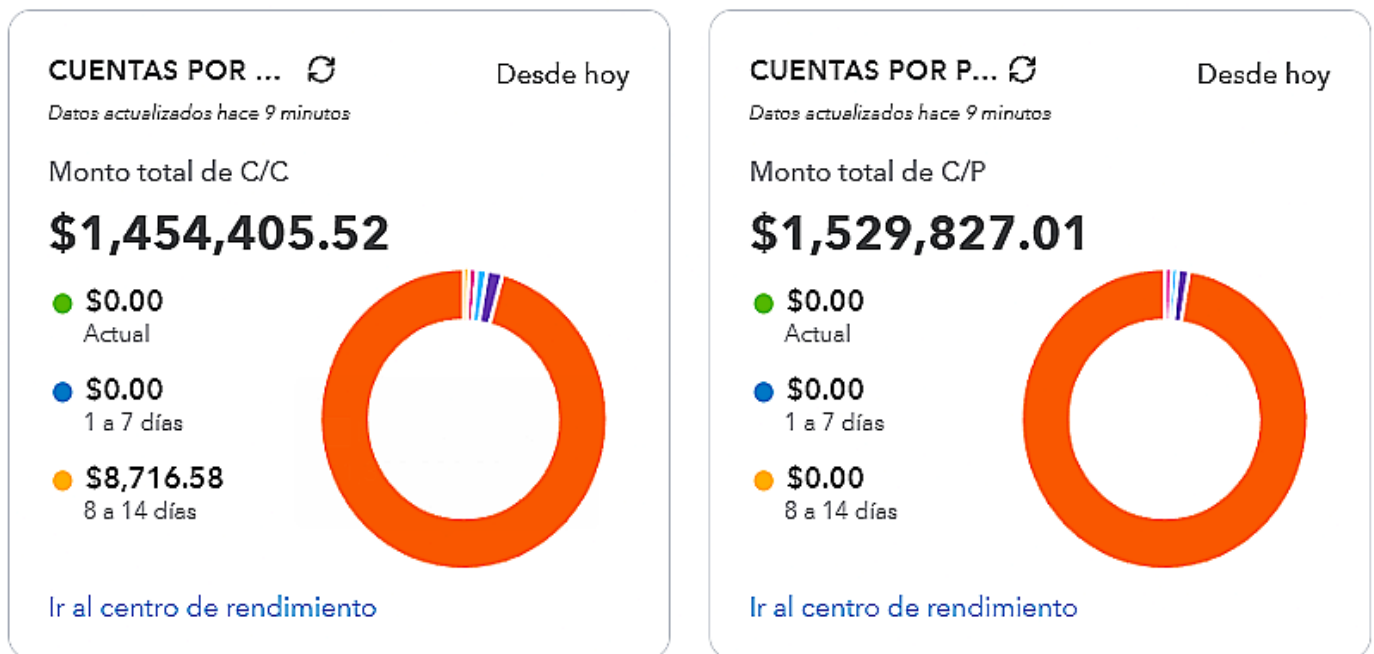 CUENTAS POR ...
Desde hoy
Datos actualizados hace 9 minutos
Monto total de C/C
$1,454,405.52
$0.00
Actual
$0.00
1 a 7 días
$8,716.58
8 a 14 días
Ir al centro de rendimiento
CUENTAS POR P...
Desde hoy
Datos actualizados hace 9 minutos
Monto total de C/P
$1,529,827.01
$0.00
Actual
$0.00
1 a 7 días
$0.00
8 a 14 días
Ir al centro de rendimiento